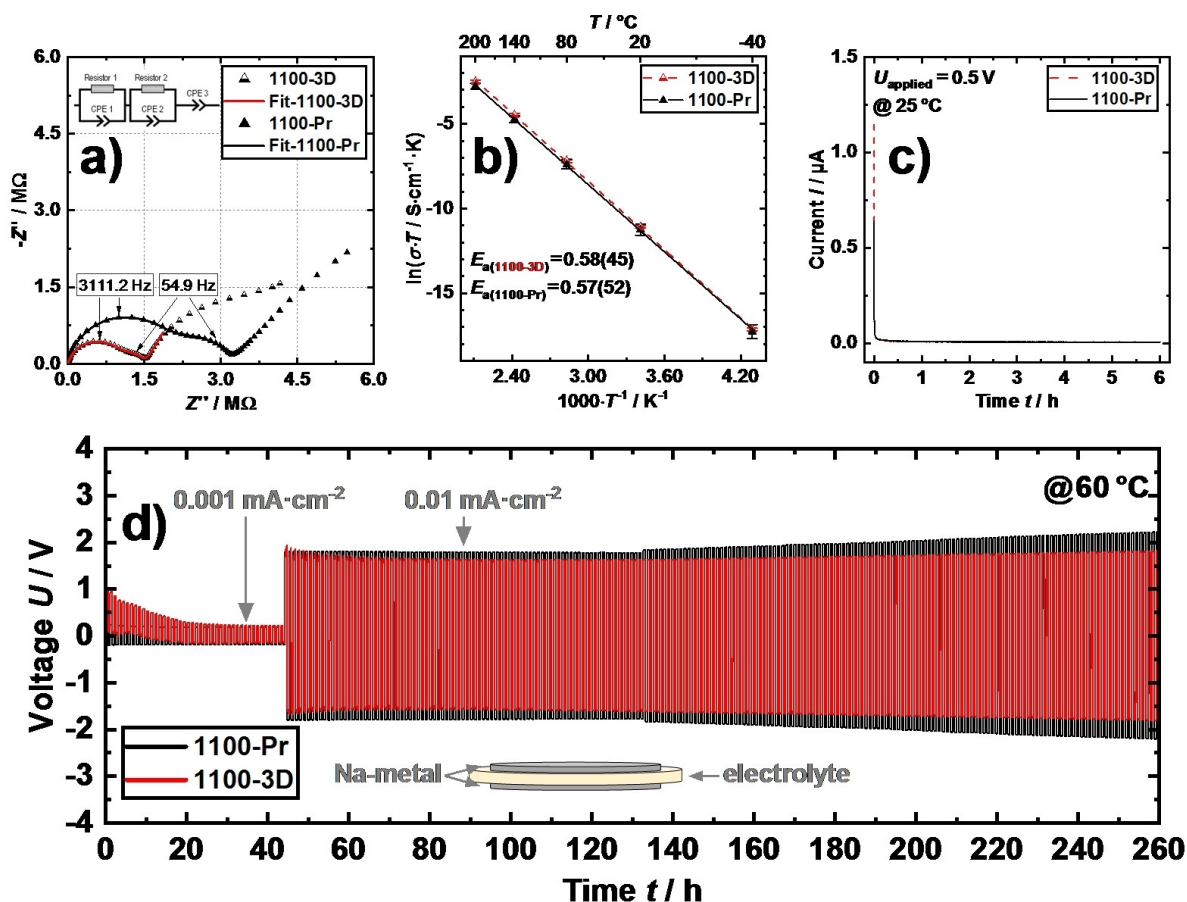 6.0
4.5
3.0
1.5
0.0
-Z'' / MΩ
Resistor 1
Resistor 2
CPE 1
CPE 2
CPE 3
1100-3D
Fit-1100-3D
1100-Pr
Fit-1100-Pr
a)
3111.2 Hz
54.9 Hz
0.0 1.5 3.0 4.5 6.0
Z'' / MΩ
T / °C
200 140 80 20 -40
1100-3D
1100-Pr
b)
-5
-10
-15
ln(σ·T / S·cm⁻¹·K)
Eₐ(1100-3D)=0.58(45)
Eₐ(1100-Pr)=0.57(52)
2.40 3.00 3.60 4.20
1000·T⁻¹ / K⁻¹
1.5
1.0
0.5
0.0
Current I / µA
U applied = 0.5 V
@ 25 °C
1100-3D
1100-Pr
c)
0 1 2 3 4 5 6
Time t / h
4
3
2
1
0
-1
-2
-3
-4
Voltage U / V
d)
0.001 mA·cm⁻²
0.01 mA·cm⁻²
@60 °C
1100-Pr
1100-3D
Na-metal
electrolyte
0 20 40 60 80 100 120 140 160 180 200 220 240 260
Time t / h